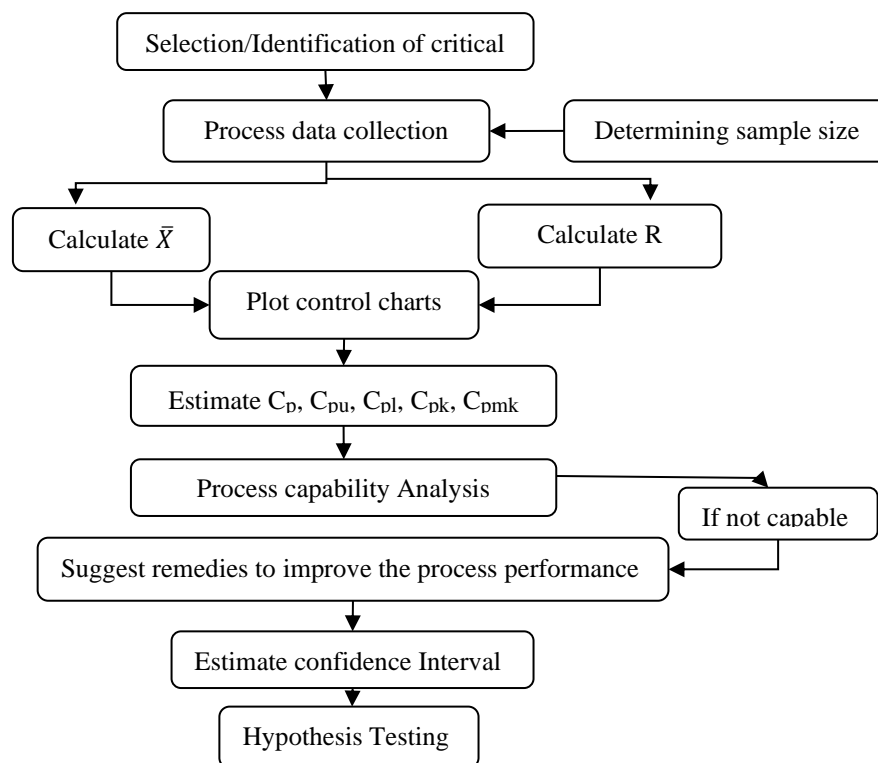 Selection/Identification of critical
Process data collection
Determining sample size
Calculate X̄
Calculate R
Plot control charts
Estimate Cp, Cpu, Cpl, Cpk, Cpmk
Process capability Analysis
If not capable
Suggest remedies to improve the process performance
Estimate confidence Interval
Hypothesis Testing